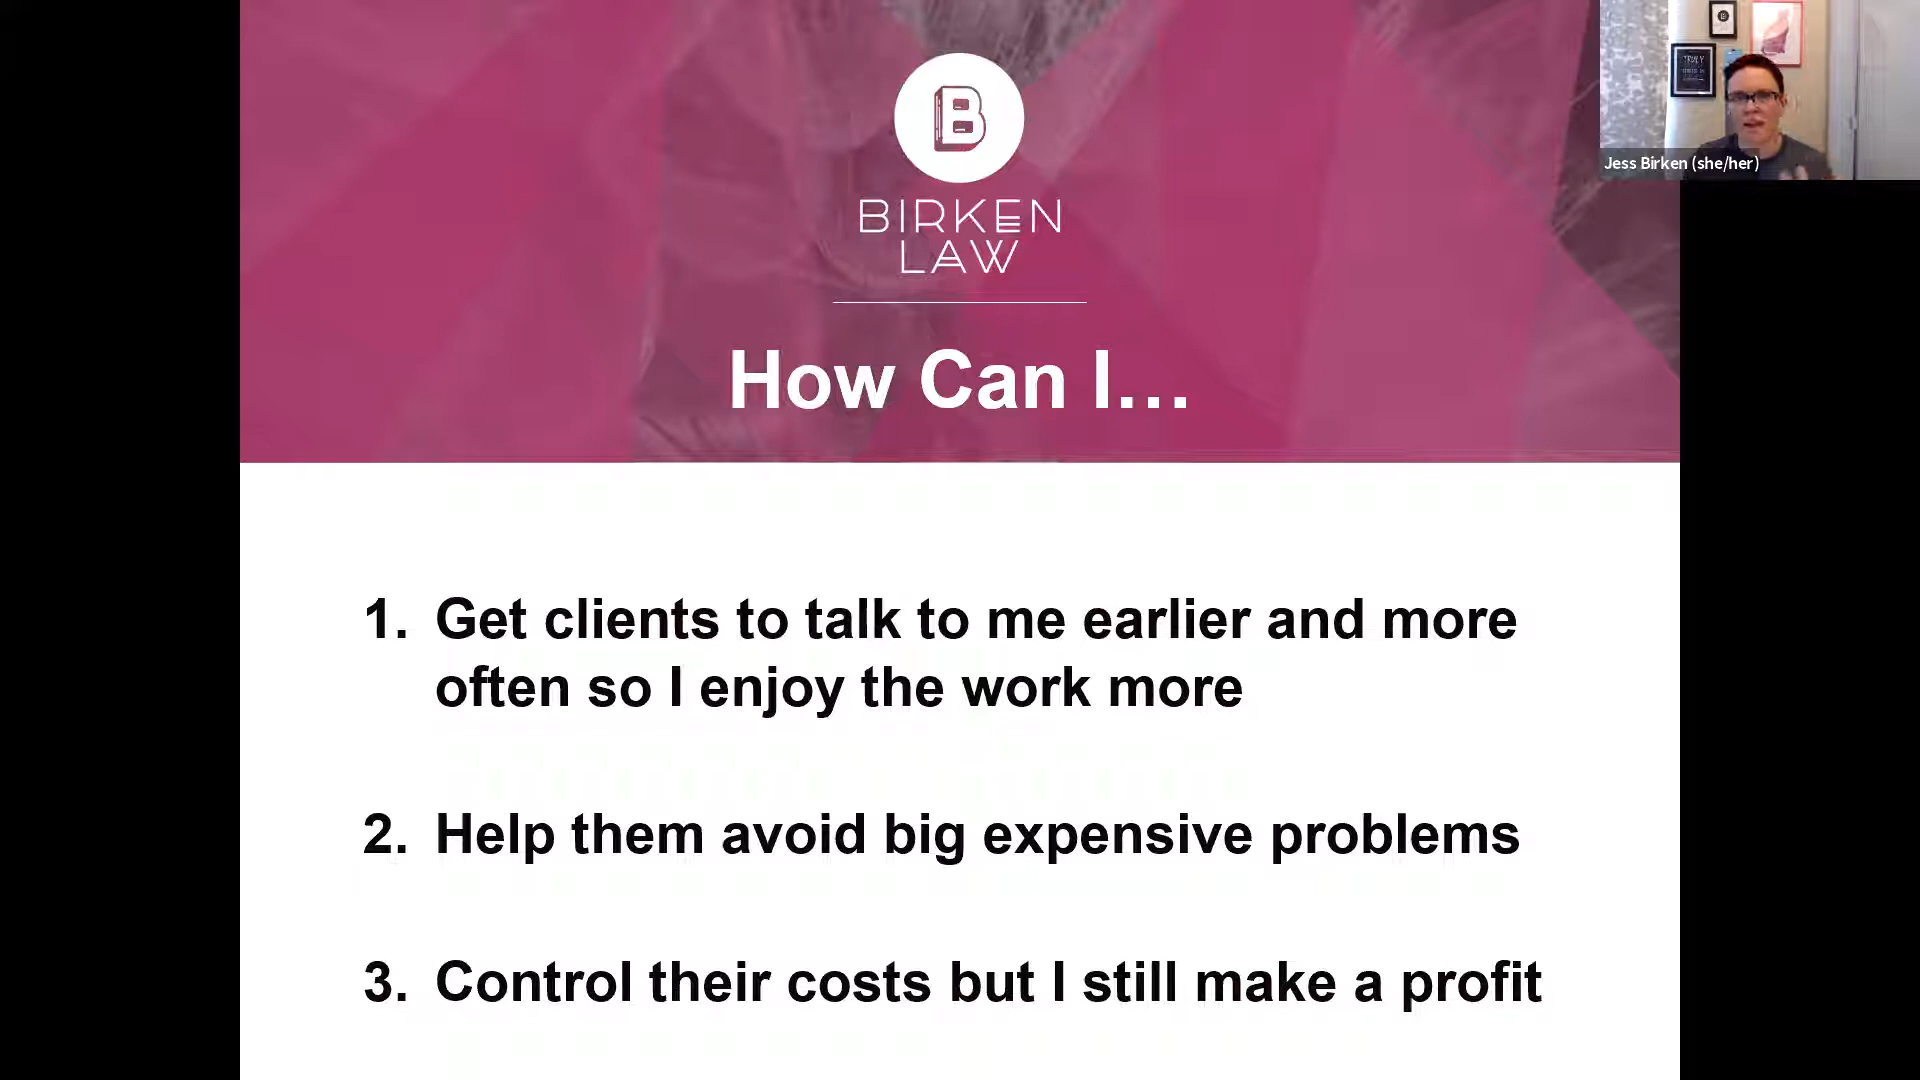 B
BIRKEN
LAW
How Can I...
1. Get clients to talk to me earlier and more
often so I enjoy the work more
2. Help them avoid big expensive problems
3. Control their costs but I still make a profit
B
TRULY
Jess Birken (she/her)